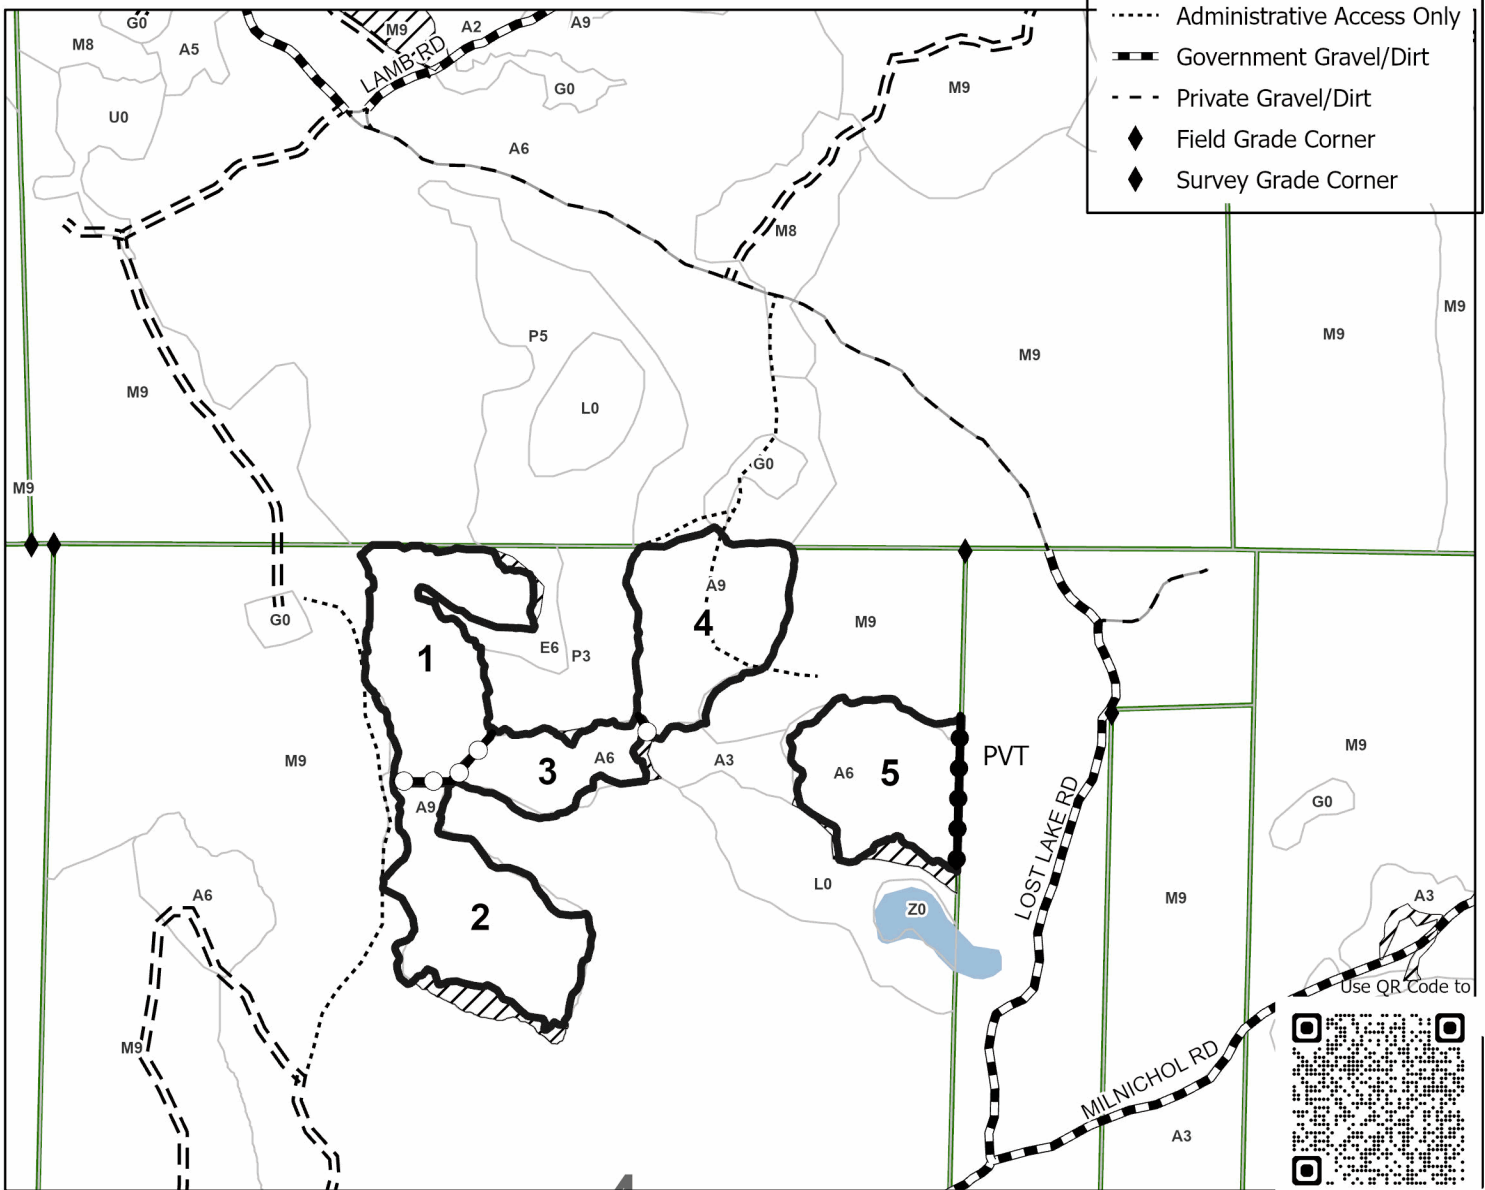 Administrative Access Only
Government Gravel/Dirt
Private Gravel/Dirt
Field Grade Corner
Survey Grade Corner
G0
M9
A2
A9
M8
A5
LAMB RD
G0
M9
U0
A6
M8
M9
M9
P5
M9
M9
L0
G0
M9
A9
G0
4
M9
1
E6
P3
M9
A6
3
A3
A6
5
PVT
M9
A9
G0
LOST LAKE RD
L0
A6
2
Z0
M9
A3
Use QR Code to
M9
MILNICHOL RD
A3